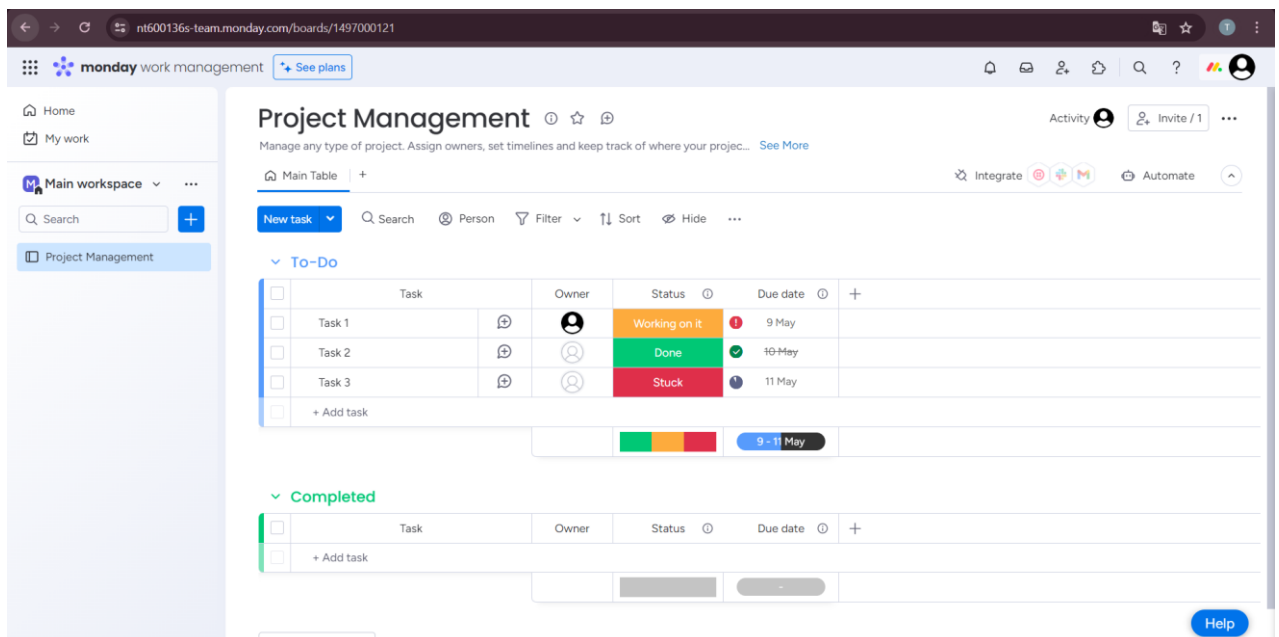 nt600136s-team.monday.com/boards/1497000121
T
monday work management See plans
Home
My work
M Main workspace
Search
Project Management
Project Management
Activity Invite / 1
Manage any type of project. Assign owners, set timelines and keep track of where your projec... See More
Main Table +
Integrate Automate
New task Search Person Filter Sort Hide
To-Do
Task Owner Status Due date
Task 1 Working on it 9 May
Task 2 Done 10 May
Task 3 Stuck 11 May
+ Add task
9 - 11 May
Completed
Task Owner Status Due date
+ Add task
-
Help